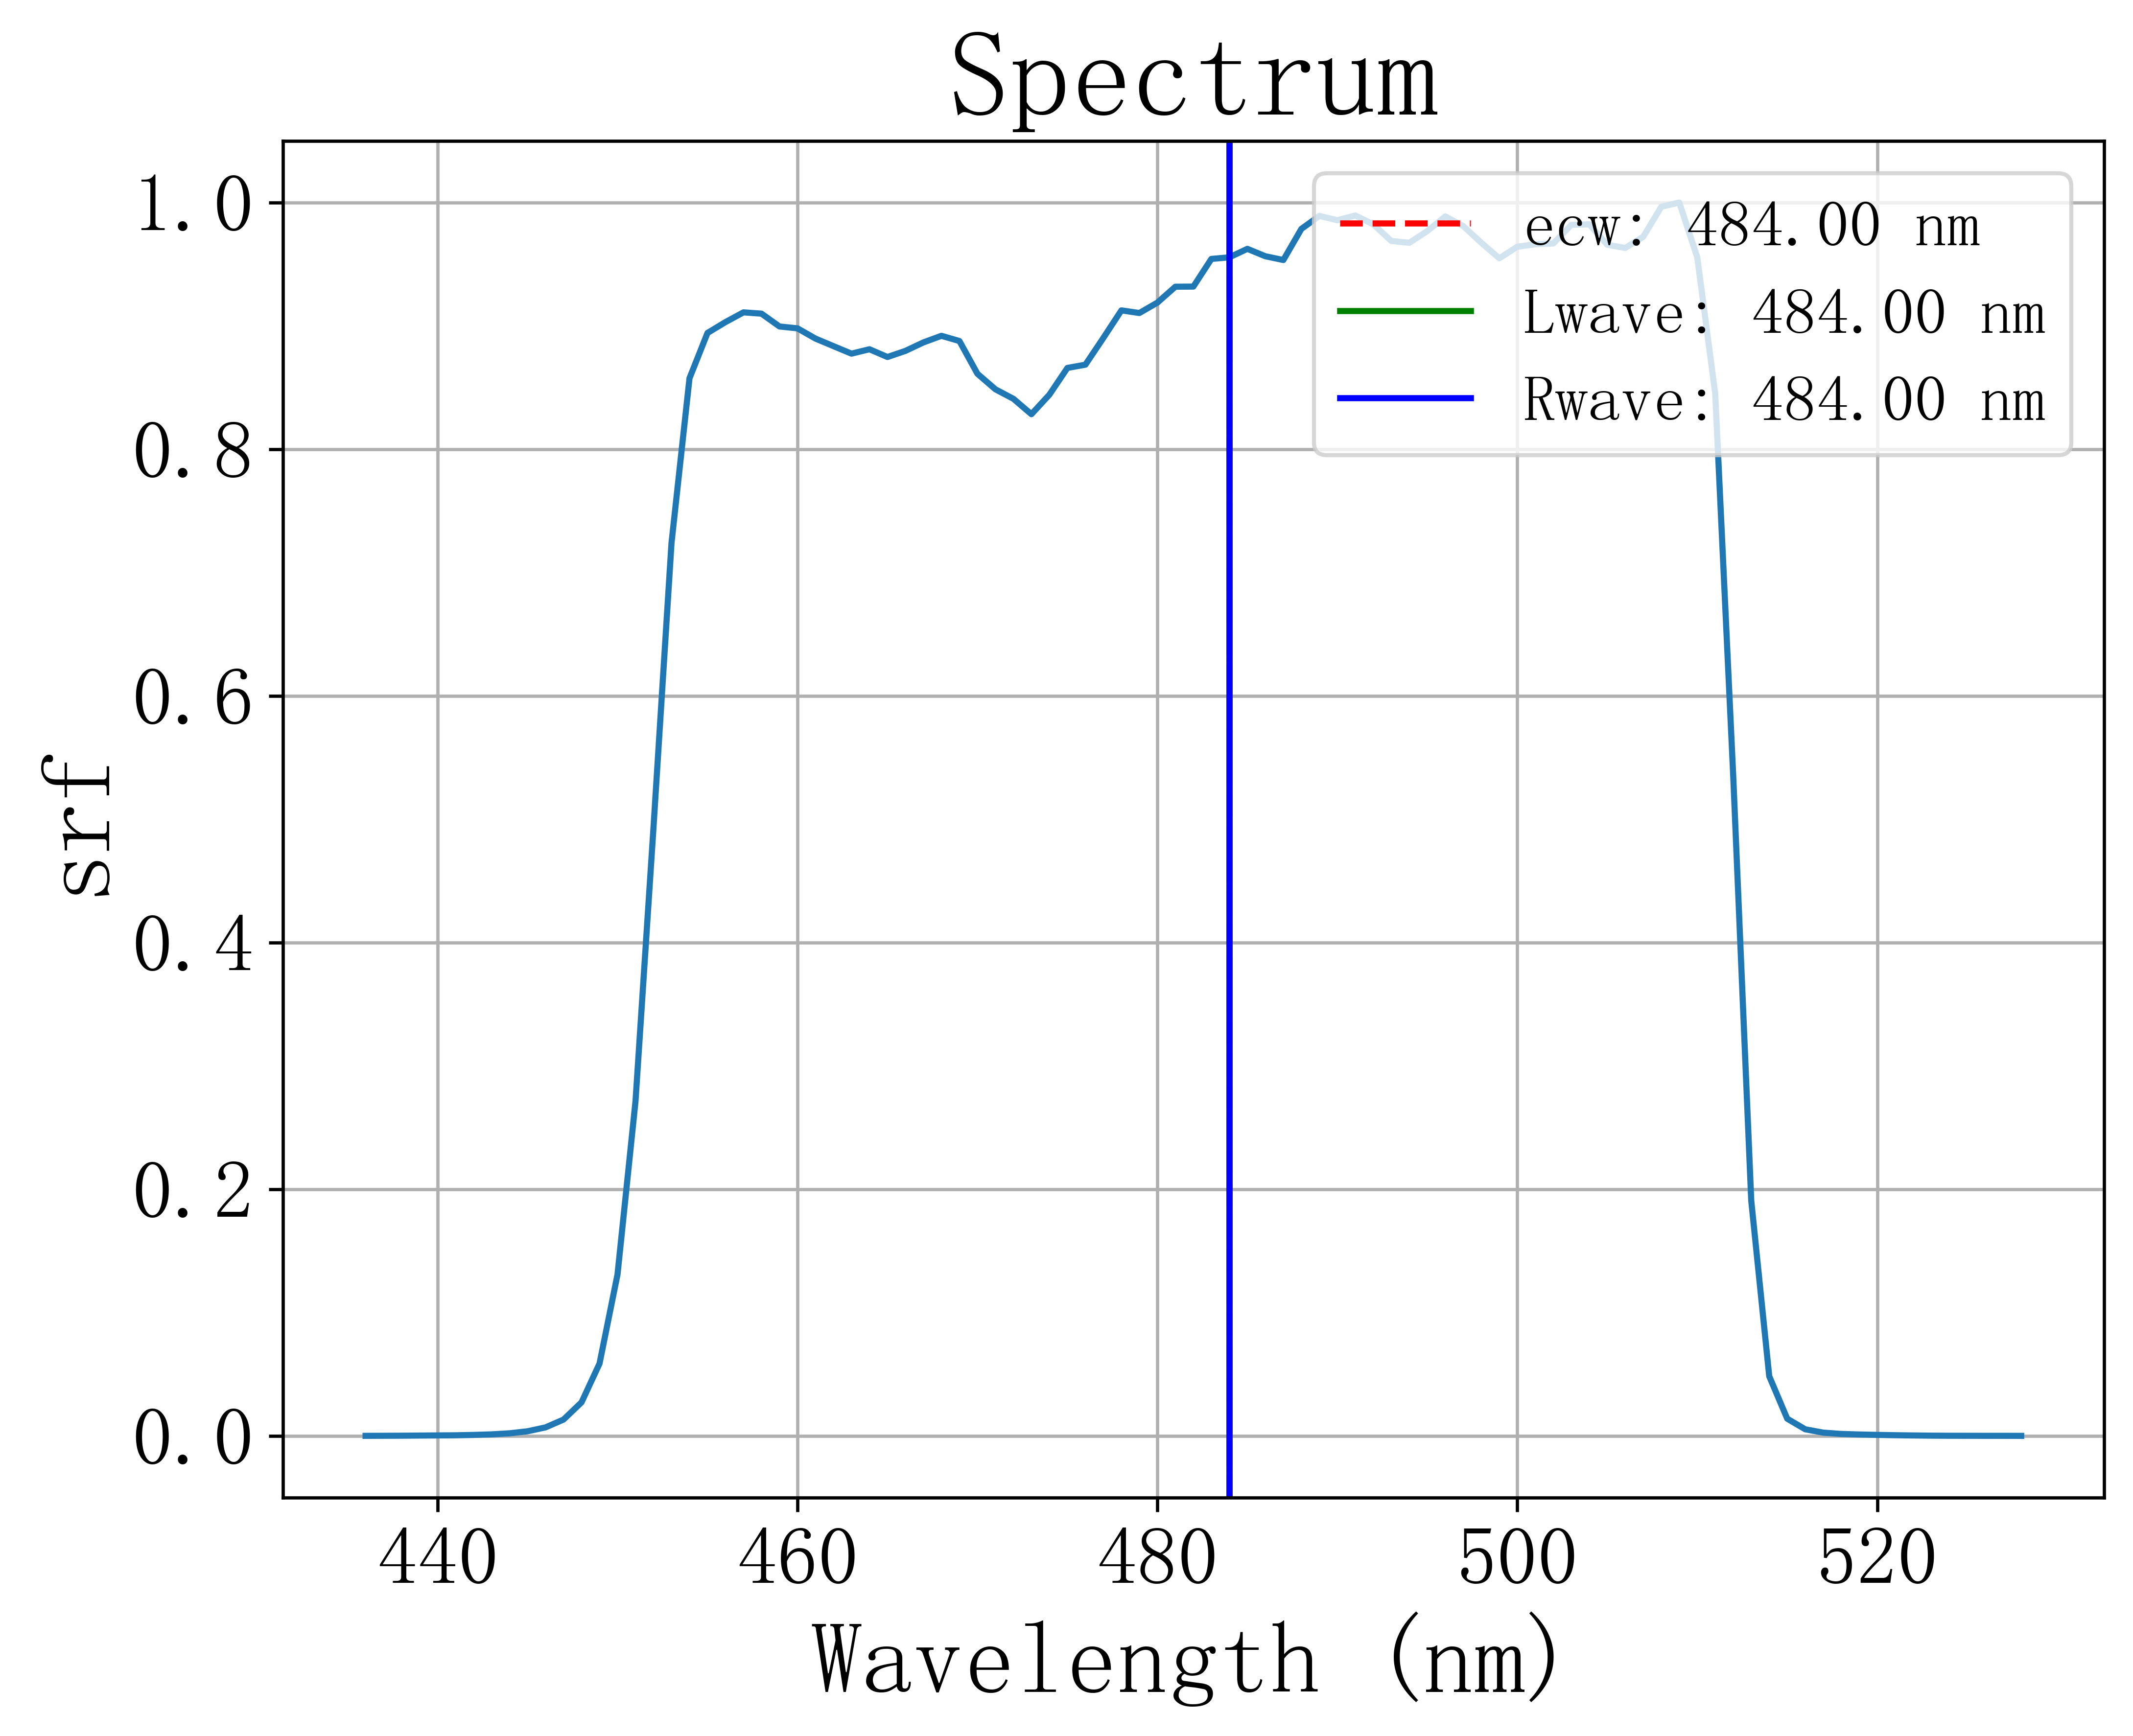 Spectrum
1.0
0.8
0.6
0.4
0.2
0.0
srf
ecw: 484.00 nm
Lwave: 484.00 nm
Rwave: 484.00 nm
440 460 480 500 520
Wavelength (nm)